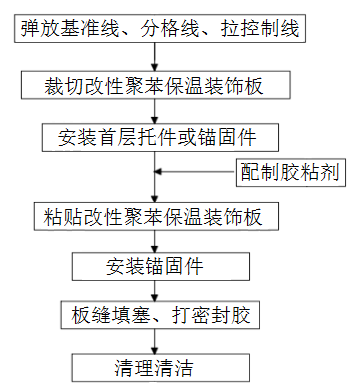 弹放基准线、分格线、拉控制线
裁切改性聚苯保温装饰板
安装首层托件或锚固件
配制胶粘剂
粘贴改性聚苯保温装饰板
安装锚固件
板缝填塞、打密封胶
清理清洁